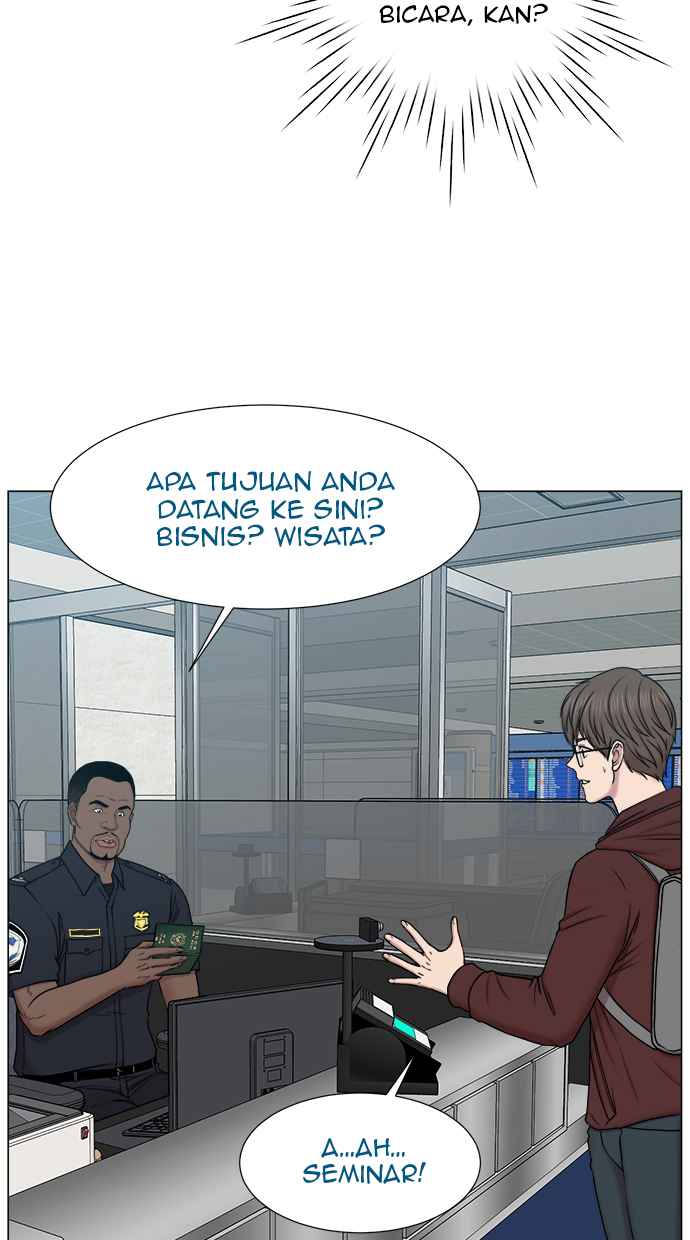 BICARA, KAN?
APA TUJUAN ANDA
DATANG KE SINI?
BISNIS? WISATA?
A...AH...
SEMINAR!